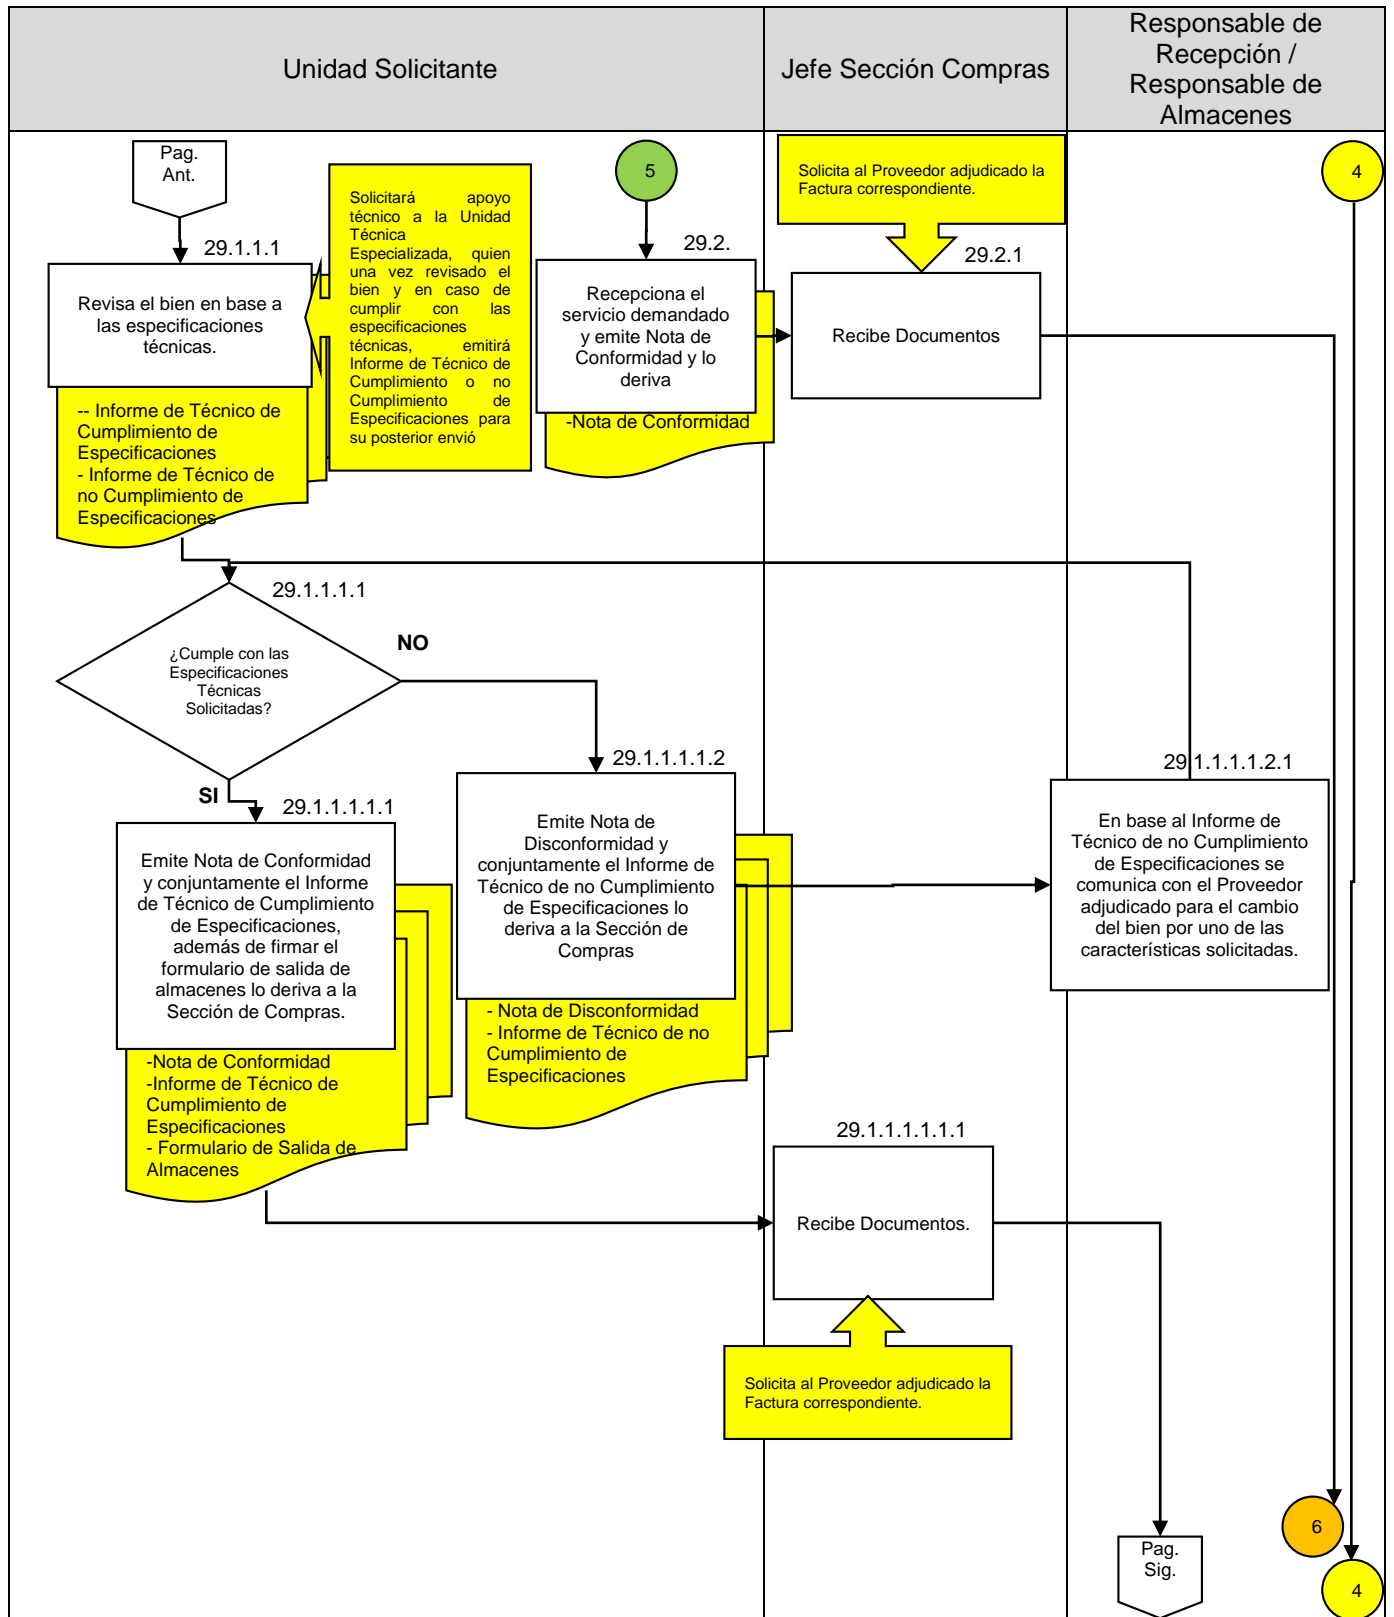 Unidad Solicitante
Jefe Sección Compras
Responsable de
Recepción /
Responsable de
Almacenes
Pag.
Ant.
29.1.1.1
Revisa el bien en base a
las especificaciones
técnicas.
-- Informe de Técnico de
Cumplimiento de
Especificaciones
- Informe de Técnico de
no Cumplimiento de
Especificaciones
Solicitará apoyo
técnico a la Unidad
Técnica
Especializada, quien
una vez revisado el
bien y en caso de
cumplir con las
especificaciones
técnicas, emitirá
Informe de Técnico de
Cumplimiento o no
Cumplimiento de
Especificaciones para
su posterior envió
5
29.2.
Recepciona el
servicio demandado
y emite Nota de
Conformidad y lo
deriva
-Nota de Conformidad
Solicita al Proveedor adjudicado la
Factura correspondiente.
29.2.1
Recibe Documentos
4
29.1.1.1.1
¿Cumple con las
Especificaciones
Técnicas
Solicitadas?
NO
SI
29.1.1.1.1.1
Emite Nota de Conformidad
y conjuntamente el Informe
de Técnico de Cumplimiento
de Especificaciones,
además de firmar el
formulario de salida de
almacenes lo deriva a la
Sección de Compras.
-Nota de Conformidad
-Informe de Técnico de
Cumplimiento de
Especificaciones
- Formulario de Salida de
Almacenes
29.1.1.1.1.2
Emite Nota de
Disconformidad y
conjuntamente el Informe de
Técnico de no Cumplimiento
de Especificaciones lo
deriva a la Sección de
Compras
- Nota de Disconformidad
- Informe de Técnico de no
Cumplimiento de
Especificaciones
29.1.1.1.1.2.1
En base al Informe de
Técnico de no Cumplimiento
de Especificaciones se
comunica con el Proveedor
adjudicado para el cambio
del bien por uno de las
características solicitadas.
29.1.1.1.1.1.1
Recibe Documentos.
Solicita al Proveedor adjudicado la
Factura correspondiente.
6
Pag.
Sig.
4